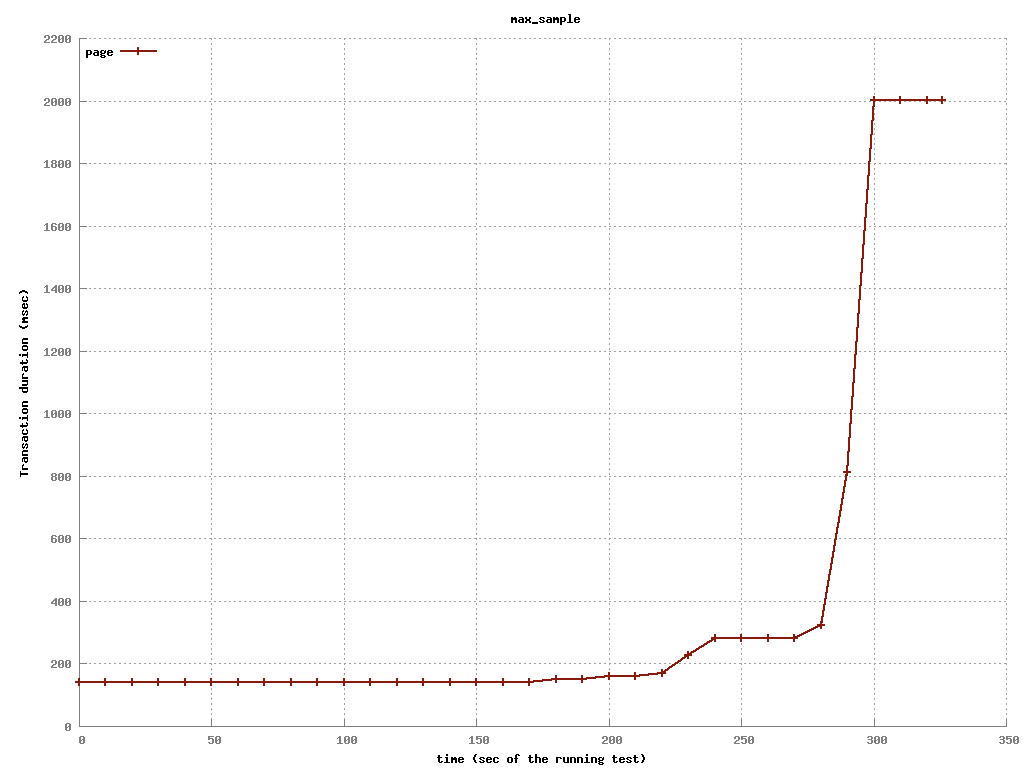 max_sample
page
2200
2000
1800
1600
1400
1200
1000
800
600
400
200
0
Transaction duration (msec)
0 50 100 150 200 250 300 350
time (sec of the running test)